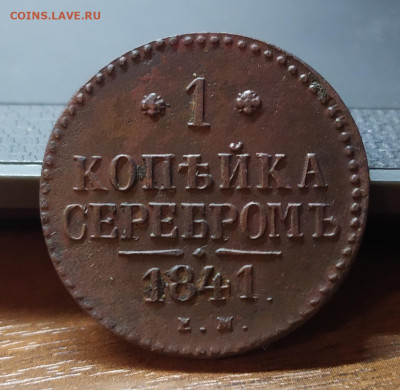 COINS.LAVE.RU
1
КОПѢЙКА
СЕРЕБРОМЪ
1841.
Е.М.